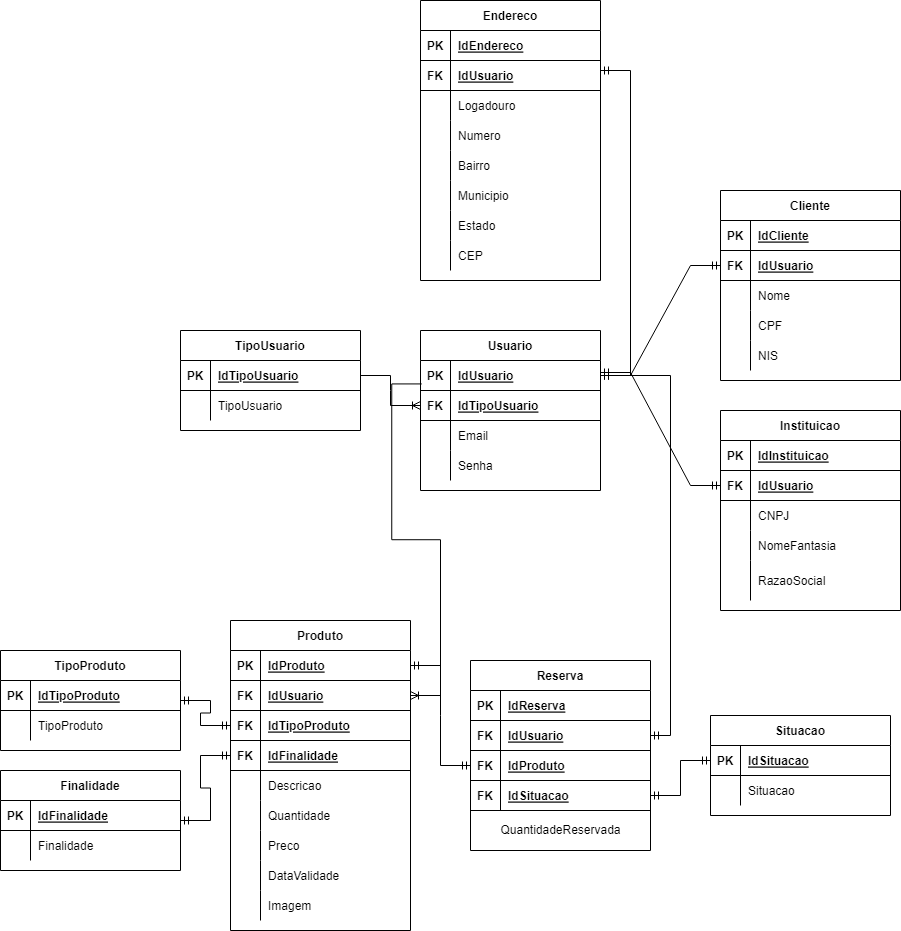 Endereco
PK IdEndereco
FK IdUsuario
Logadouro
Numero
Bairro
Municipio
Estado
CEP
Cliente
PK IdCliente
FK IdUsuario
Nome
CPF
NIS
TipoUsuario
PK IdTipoUsuario
TipoUsuario
Usuario
PK IdUsuario
FK IdTipoUsuario
Email
Senha
Instituicao
PK IdInstituicao
FK IdUsuario
CNPJ
NomeFantasia
RazaoSocial
Produto
PK IdProduto
FK IdUsuario
FK IdTipoProduto
FK IdFinalidade
Descricao
Quantidade
Preco
DataValidade
Imagem
TipoProduto
PK IdTipoProduto
TipoProduto
Finalidade
PK IdFinalidade
Finalidade
Reserva
PK IdReserva
FK IdUsuario
FK IdProduto
FK IdSituacao
QuantidadeReservada
Situacao
PK IdSituacao
Situacao